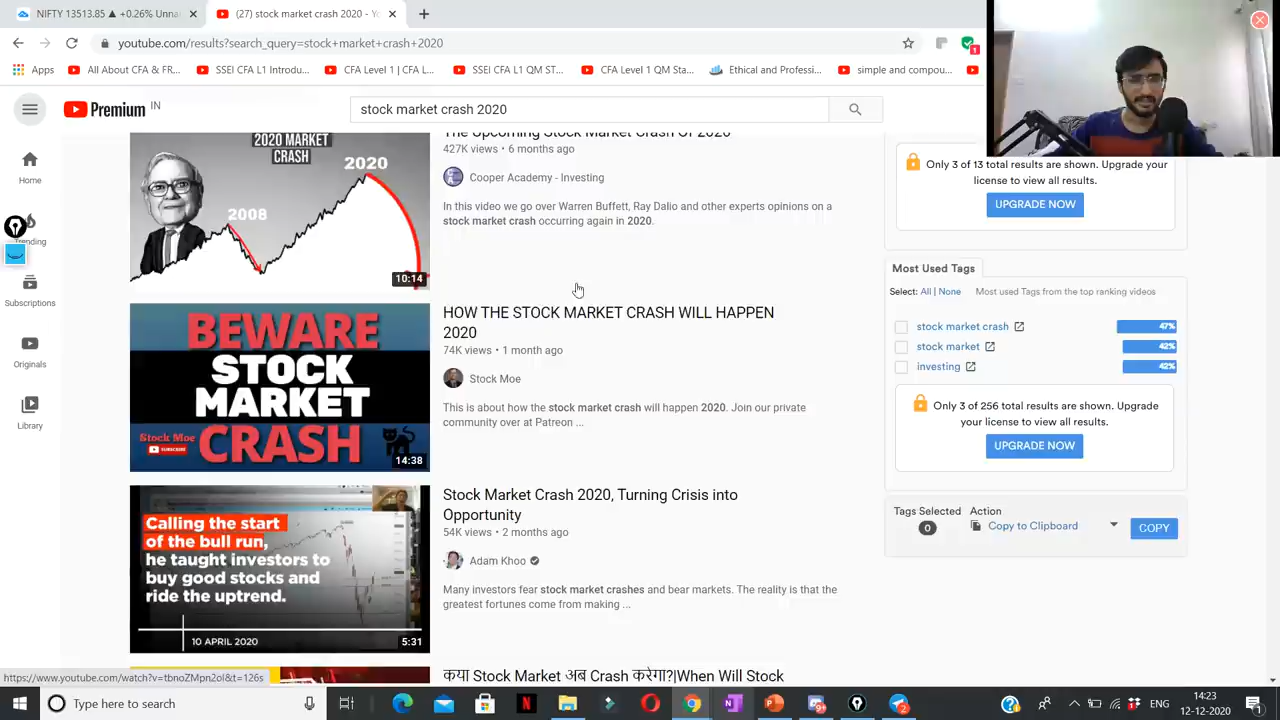 NIFTY 13513.85 ▲ +0.26% Unna
(27) stock market crash 2020 - Yo
youtube.com/results?search_query=stock+market+crash+2020
Apps
All About CFA & FR...
SSEI CFA L1 Introdu...
CFA Level 1 | CFA L...
SSEI CFA L1 QM ST...
CFA Level 1 QM Sta...
Ethical and Professi...
simple and compou...
Premium IN
stock market crash 2020
Home
Trending
Subscriptions
Originals
Library
2020 MARKET
CRASH
2020
2008
10:14
The Upcoming Stock Market Crash Of 2020
427K views • 6 months ago
Cooper Academy - Investing
In this video we go over Warren Buffett, Ray Dalio and other experts opinions on a
stock market crash occurring again in 2020.
BEWARE
STOCK
MARKET
CRASH
Stock Moe
SUBSCRIBE
14:38
HOW THE STOCK MARKET CRASH WILL HAPPEN
2020
74K views • 1 month ago
Stock Moe
This is about how the stock market crash will happen 2020. Join our private
community over at Patreon ...
Calling the start
of the bull run,
he taught investors to
buy good stocks and
ride the uptrend.
10 APRIL 2020
5:31
Stock Market Crash 2020, Turning Crisis into
Opportunity
54K views • 2 months ago
Adam Khoo
Many investors fear stock market crashes and bear markets. The reality is that the
greatest fortunes come from making ...
क्या Stock Market अब Crash करेगा?|When Will Stock
Only 3 of 13 total results are shown. Upgrade your
license to view all results.
UPGRADE NOW
Most Used Tags
Select: All | None Most used Tags from the top ranking videos
stock market crash 47%
stock market 42%
investing 42%
Only 3 of 256 total results are shown. Upgrade
your license to view all results.
UPGRADE NOW
Tags Selected
0
Action
Copy to Clipboard
COPY
https://www.youtube.com/watch?v=tbnoZMpn2oI&t=126s
Type here to search
ENG
14:23
12-12-2020